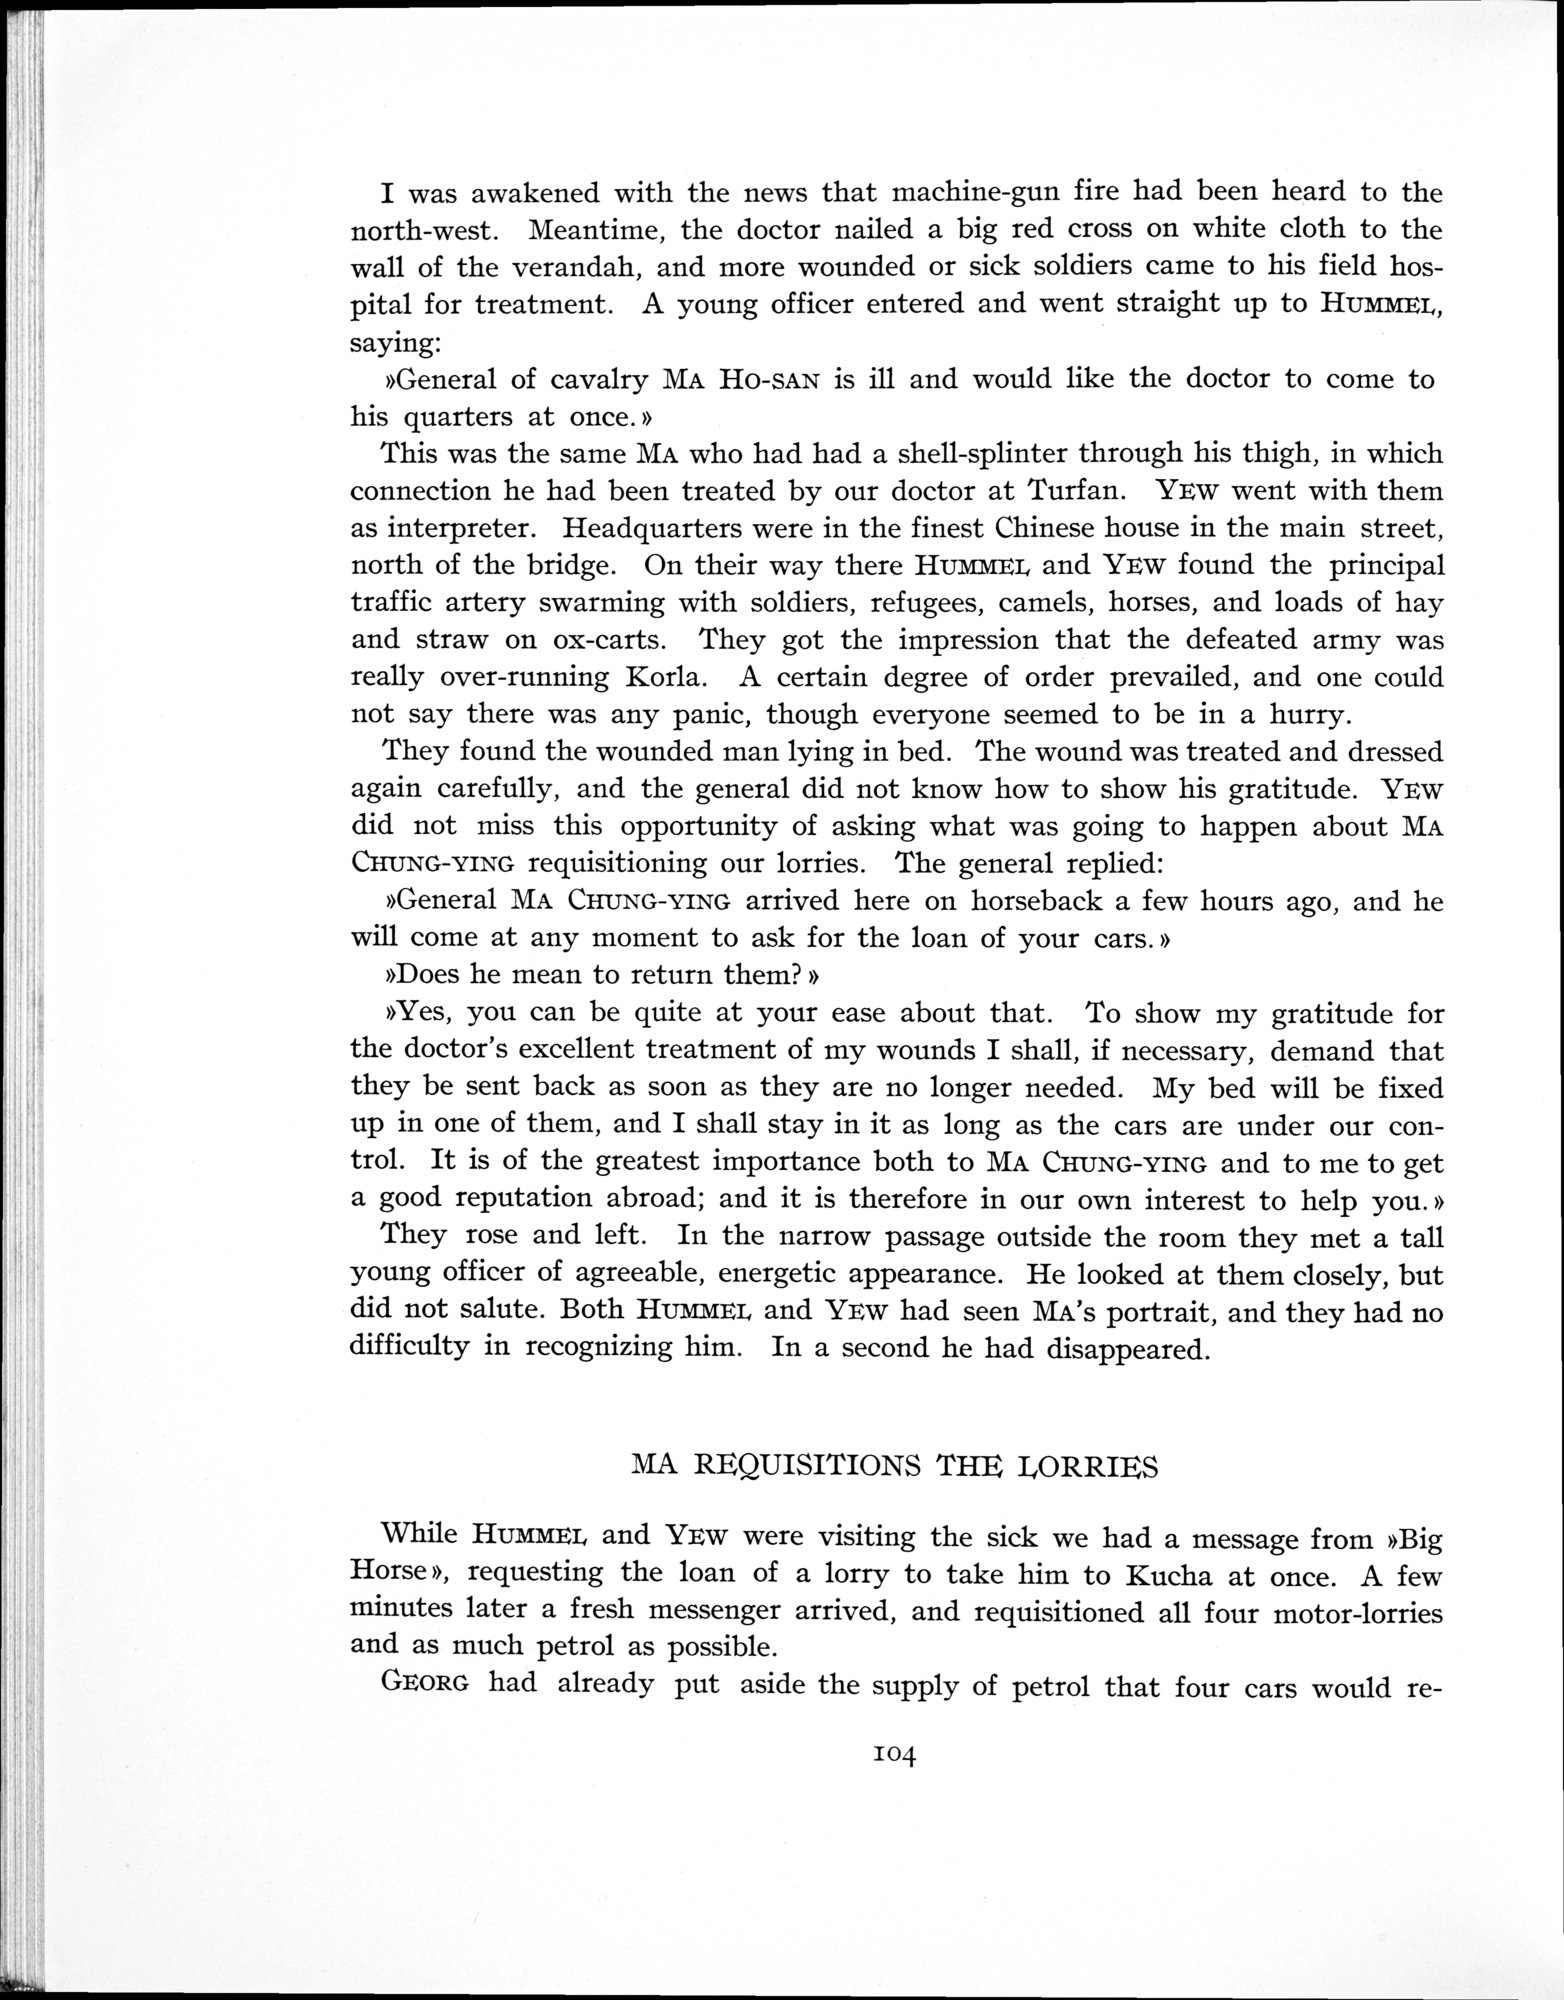 I was awakened with the news that machine-gun fire had been heard to the
north-west. Meantime, the doctor nailed a big red cross on white cloth to the
wall of the verandah, and more wounded or sick soldiers came to his field hos-
pital for treatment. A young officer entered and went straight up to HUMMEL,
saying:
»General of cavalry MA HO-SAN is ill and would like the doctor to come to
his quarters at once.»
This was the same MA who had had a shell-splinter through his thigh, in which
connection he had been treated by our doctor at Turfan. YEW went with them
as interpreter. Headquarters were in the finest Chinese house in the main street,
north of the bridge. On their way there HUMMEL and YEW found the principal
traffic artery swarming with soldiers, refugees, camels, horses, and loads of hay
and straw on ox-carts. They got the impression that the defeated army was
really over-running Korla. A certain degree of order prevailed, and one could
not say there was any panic, though everyone seemed to be in a hurry.
They found the wounded man lying in bed. The wound was treated and dressed
again carefully, and the general did not know how to show his gratitude. YEW
did not miss this opportunity of asking what was going to happen about MA
CHUNG-YING requisitioning our lorries. The general replied:
»General MA CHUNG-YING arrived here on horseback a few hours ago, and he
will come at any moment to ask for the loan of your cars.»
»Does he mean to return them?»
»Yes, you can be quite at your ease about that. To show my gratitude for
the doctor's excellent treatment of my wounds I shall, if necessary, demand that
they be sent back as soon as they are no longer needed. My bed will be fixed
up in one of them, and I shall stay in it as long as the cars are under our con-
trol. It is of the greatest importance both to MA CHUNG-YING and to me to get
a good reputation abroad; and it is therefore in our own interest to help you.»
They rose and left. In the narrow passage outside the room they met a tall
young officer of agreeable, energetic appearance. He looked at them closely, but
did not salute. Both HUMMEL and YEW had seen MA's portrait, and they had no
difficulty in recognizing him. In a second he had disappeared.
MA REQUISITIONS THE LORRIES
While HUMMEL and YEW were visiting the sick we had a message from »Big
Horse», requesting the loan of a lorry to take him to Kucha at once. A few
minutes later a fresh messenger arrived, and requisitioned all four motor-lorries
and as much petrol as possible.
GEORG had already put aside the supply of petrol that four cars would re-
104